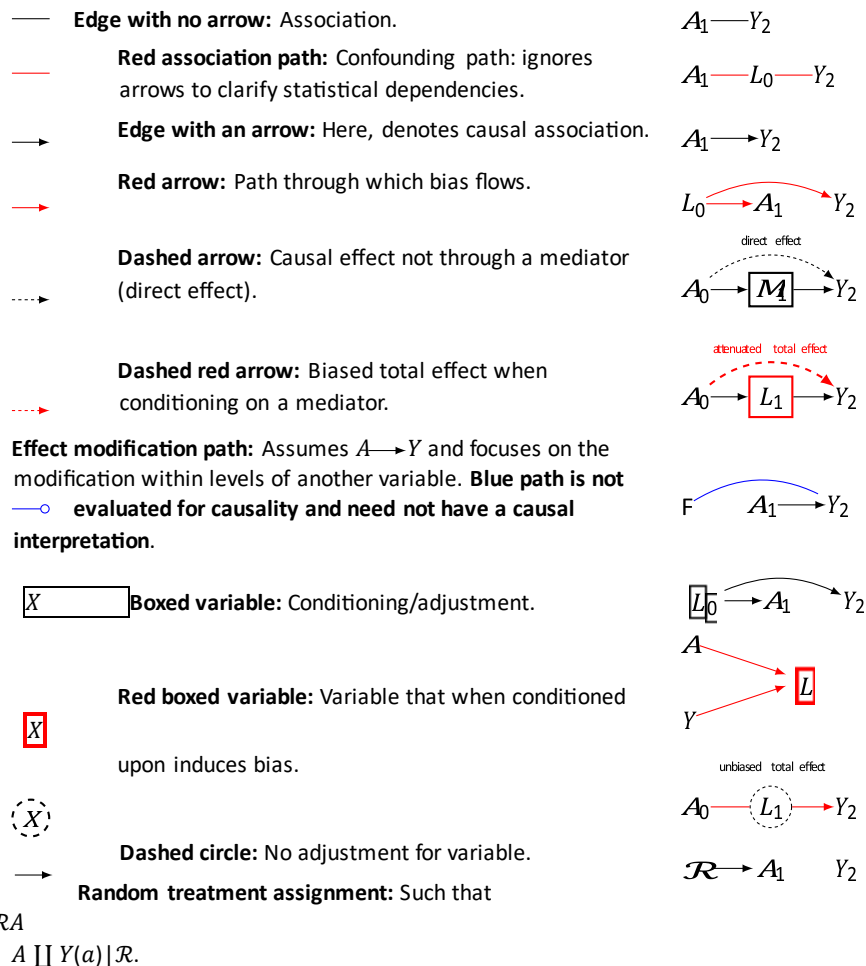 Edge with no arrow: Association. A1 Y2
Red association path: Confounding path: ignores
arrows to clarify statistical dependencies. A1 L0 Y2
Edge with an arrow: Here, denotes causal association. A1 Y2
Red arrow: Path through which bias flows. L0 A1 Y2
direct effect
Dashed arrow: Causal effect not through a mediator
(direct effect). A0 M1 Y2
attenuated total effect
Dashed red arrow: Biased total effect when
conditioning on a mediator. A0 L1 Y2
Effect modification path: Assumes A Y and focuses on the
modification within levels of another variable. Blue path is not
evaluated for causality and need not have a causal F A1 Y2
interpretation.
X Boxed variable: Conditioning/adjustment. L0 A1 Y2
A
Red boxed variable: Variable that when conditioned L
X Y
upon induces bias.
unbiased total effect
X A0 L1 Y2
Dashed circle: No adjustment for variable.
ℛ A1 Y2
Random treatment assignment: Such that
ℛA
A ∐ Y(a)|ℛ.